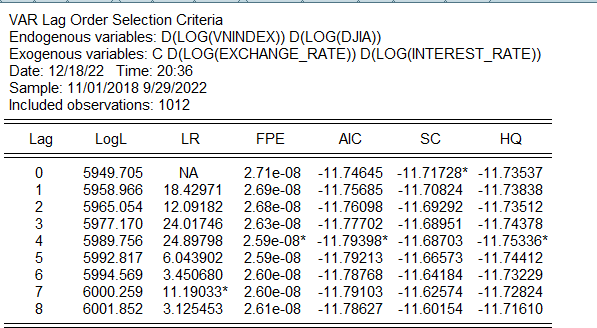 VAR Lag Order Selection Criteria
Endogenous variables: D(LOG(VNINDEX)) D(LOG(DJIA))
Exogenous variables: C D(LOG(EXCHANGE_RATE)) D(LOG(INTEREST_RATE))
Date: 12/18/22 Time: 20:36
Sample: 11/01/2018 9/29/2022
Included observations: 1012
Lag LogL LR FPE AIC SC HQ
0 5949.705 NA 2.71e-08 -11.74645 -11.71728* -11.73537
1 5958.966 18.42971 2.69e-08 -11.75685 -11.70824 -11.73838
2 5965.054 12.09182 2.68e-08 -11.76098 -11.69292 -11.73512
3 5977.170 24.01746 2.63e-08 -11.77702 -11.68951 -11.74378
4 5989.756 24.89798 2.59e-08* -11.79398* -11.68703 -11.75336*
5 5992.817 6.043902 2.59e-08 -11.79213 -11.66573 -11.74412
6 5994.569 3.450680 2.60e-08 -11.78768 -11.64184 -11.73229
7 6000.259 11.19033* 2.60e-08 -11.79103 -11.62574 -11.72824
8 6001.852 3.125453 2.61e-08 -11.78627 -11.60154 -11.71610